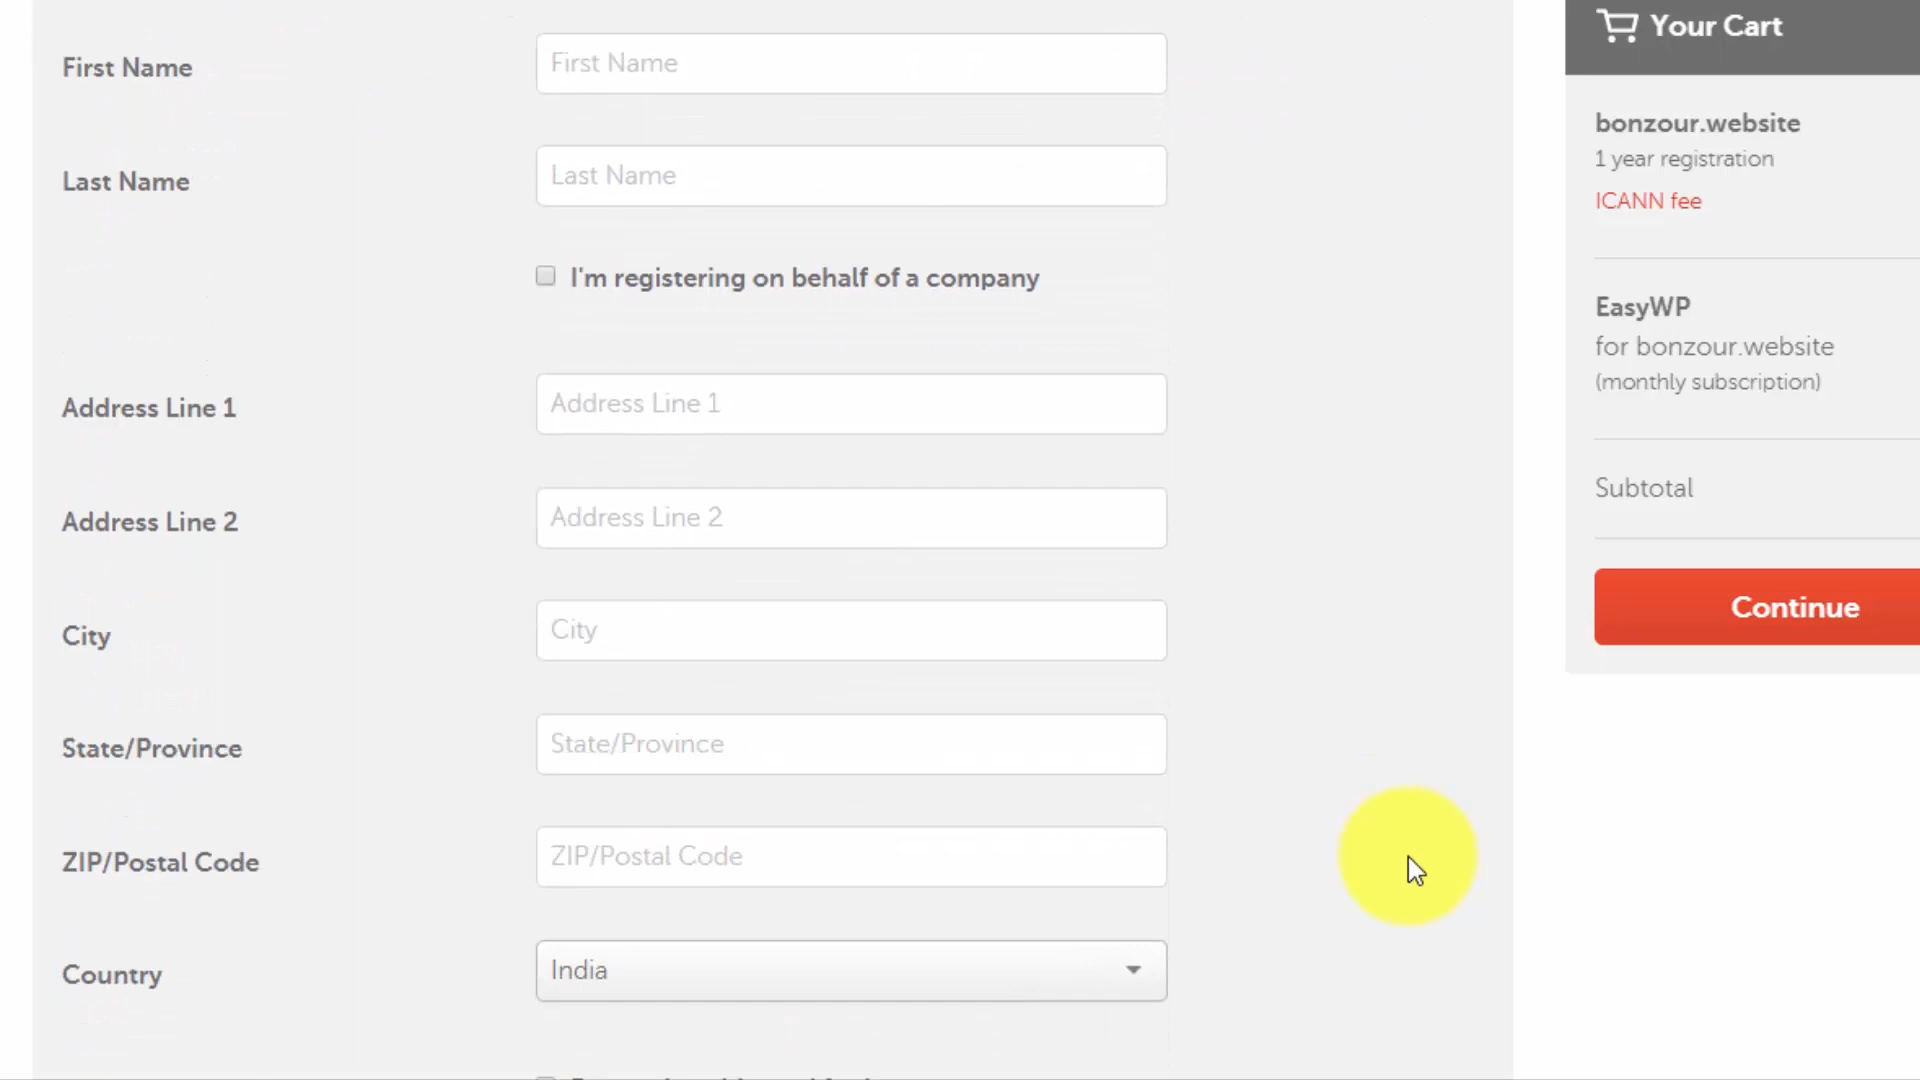 First Name
First Name
Last Name
Last Name
I'm registering on behalf of a company
Address Line 1
Address Line 1
Address Line 2
Address Line 2
City
City
State/Province
State/Province
ZIP/Postal Code
ZIP/Postal Code
Country
India
Your Cart
bonzour.website
1 year registration
ICANN fee
EasyWP
for bonzour.website
(monthly subscription)
Subtotal
Continue